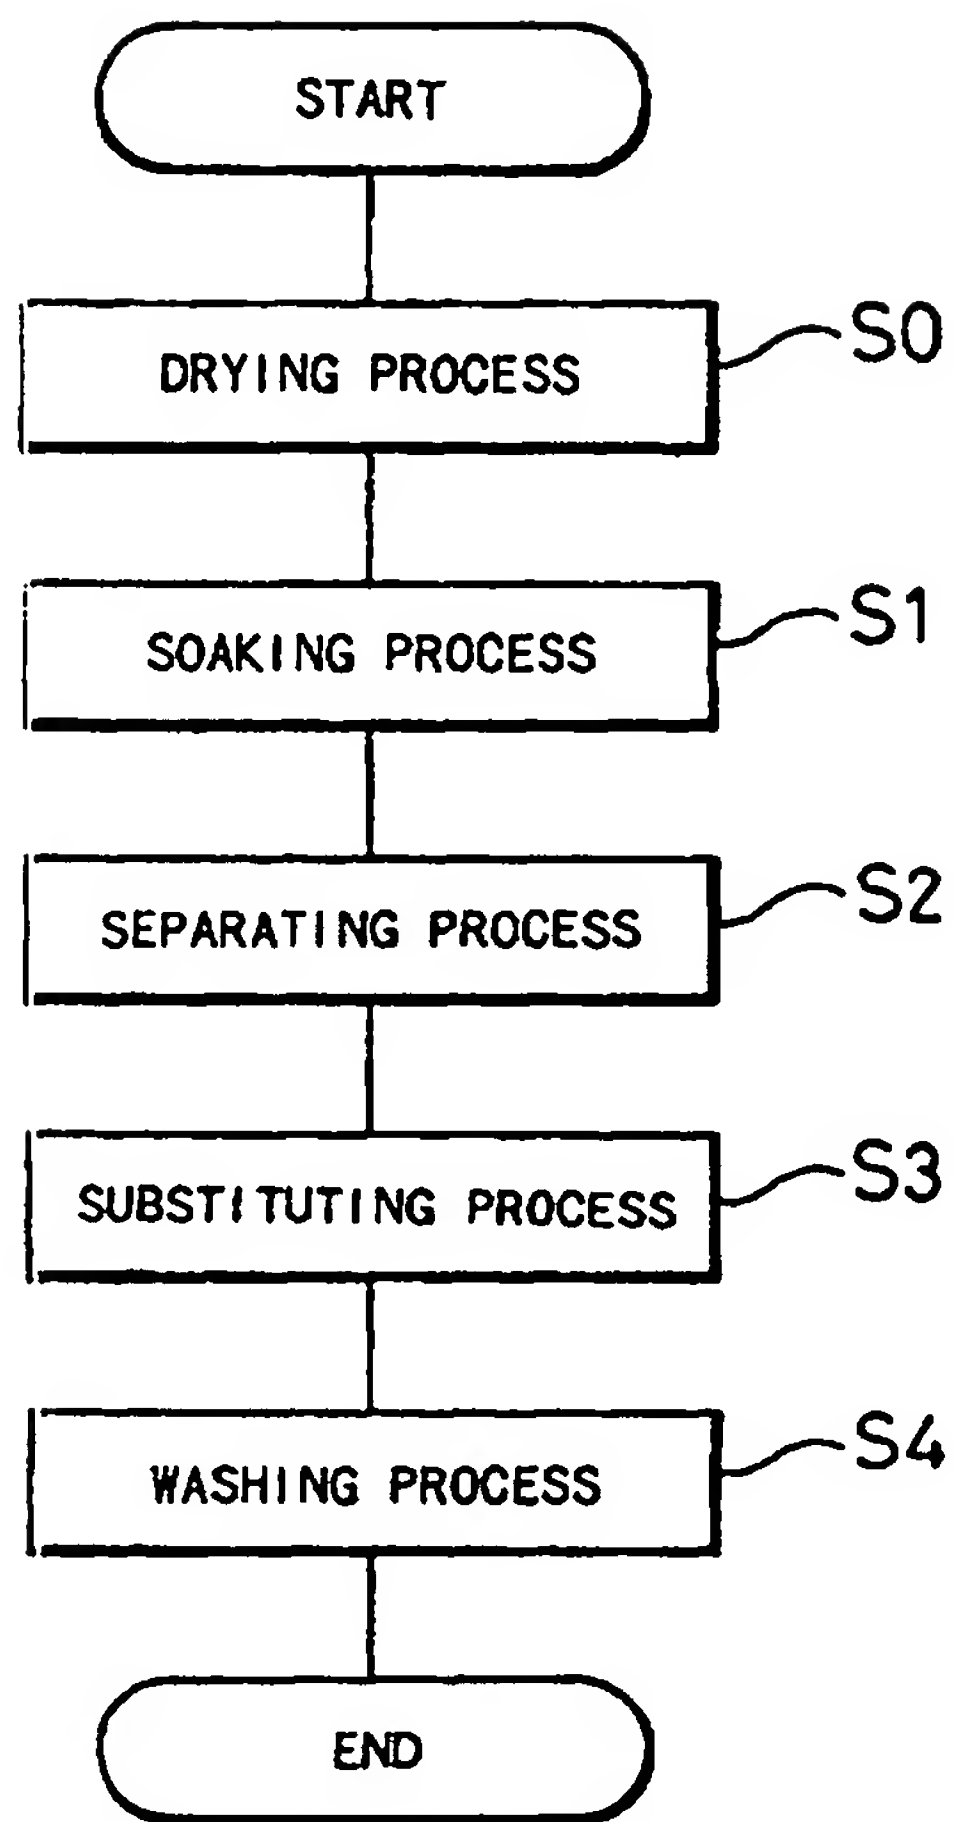 START
DRYING PROCESS
S0
SOAKING PROCESS
S1
SEPARATING PROCESS
S2
SUBSTITUTING PROCESS
S3
WASHING PROCESS
S4
END